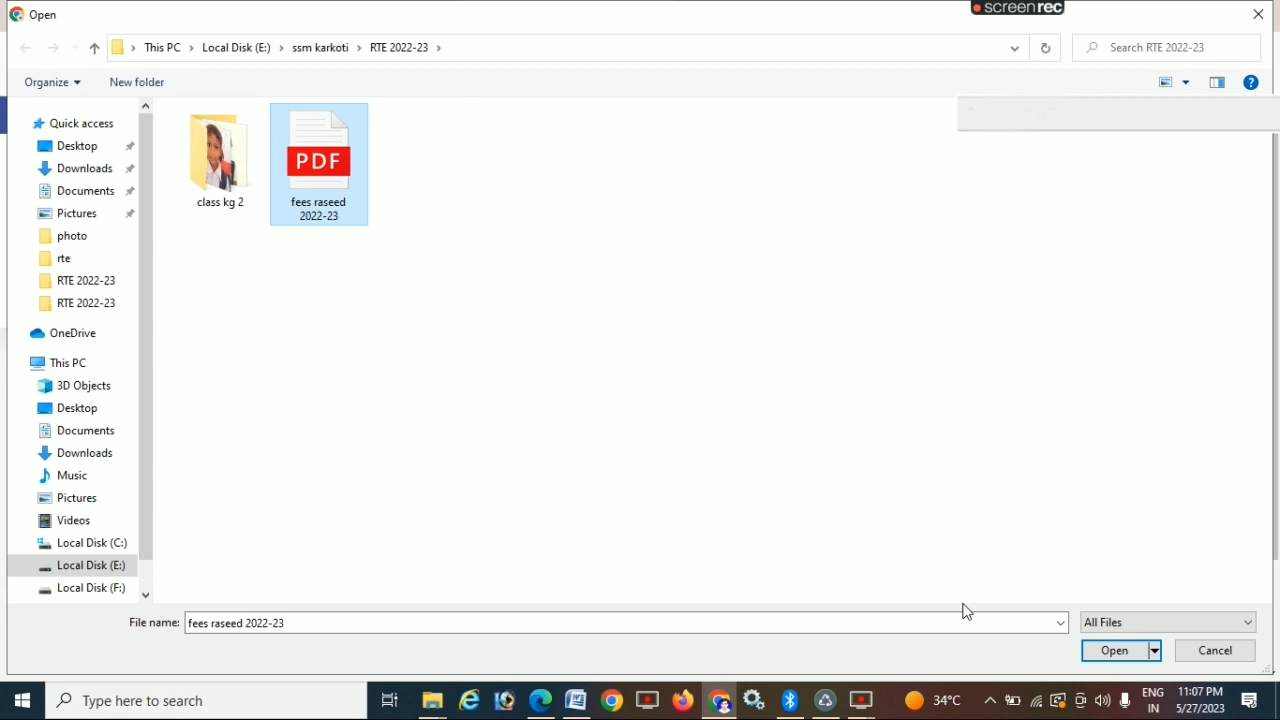 Open
screenrec
This PC
Local Disk (E:)
ssm karkoti
RTE 2022-23
Search RTE 2022-23
Organize
New folder
Quick access
Desktop
Downloads
Documents
Pictures
photo
rte
RTE 2022-23
RTE 2022-23
OneDrive
This PC
3D Objects
Desktop
Documents
Downloads
Music
Pictures
Videos
Local Disk (C:)
Local Disk (E:)
Local Disk (F:)
class kg 2
PDF
fees raseed
2022-23
File name: fees raseed 2022-23
All Files
Open
Cancel
Type here to search
34°C
ENG
IN
11:07 PM
5/27/2023